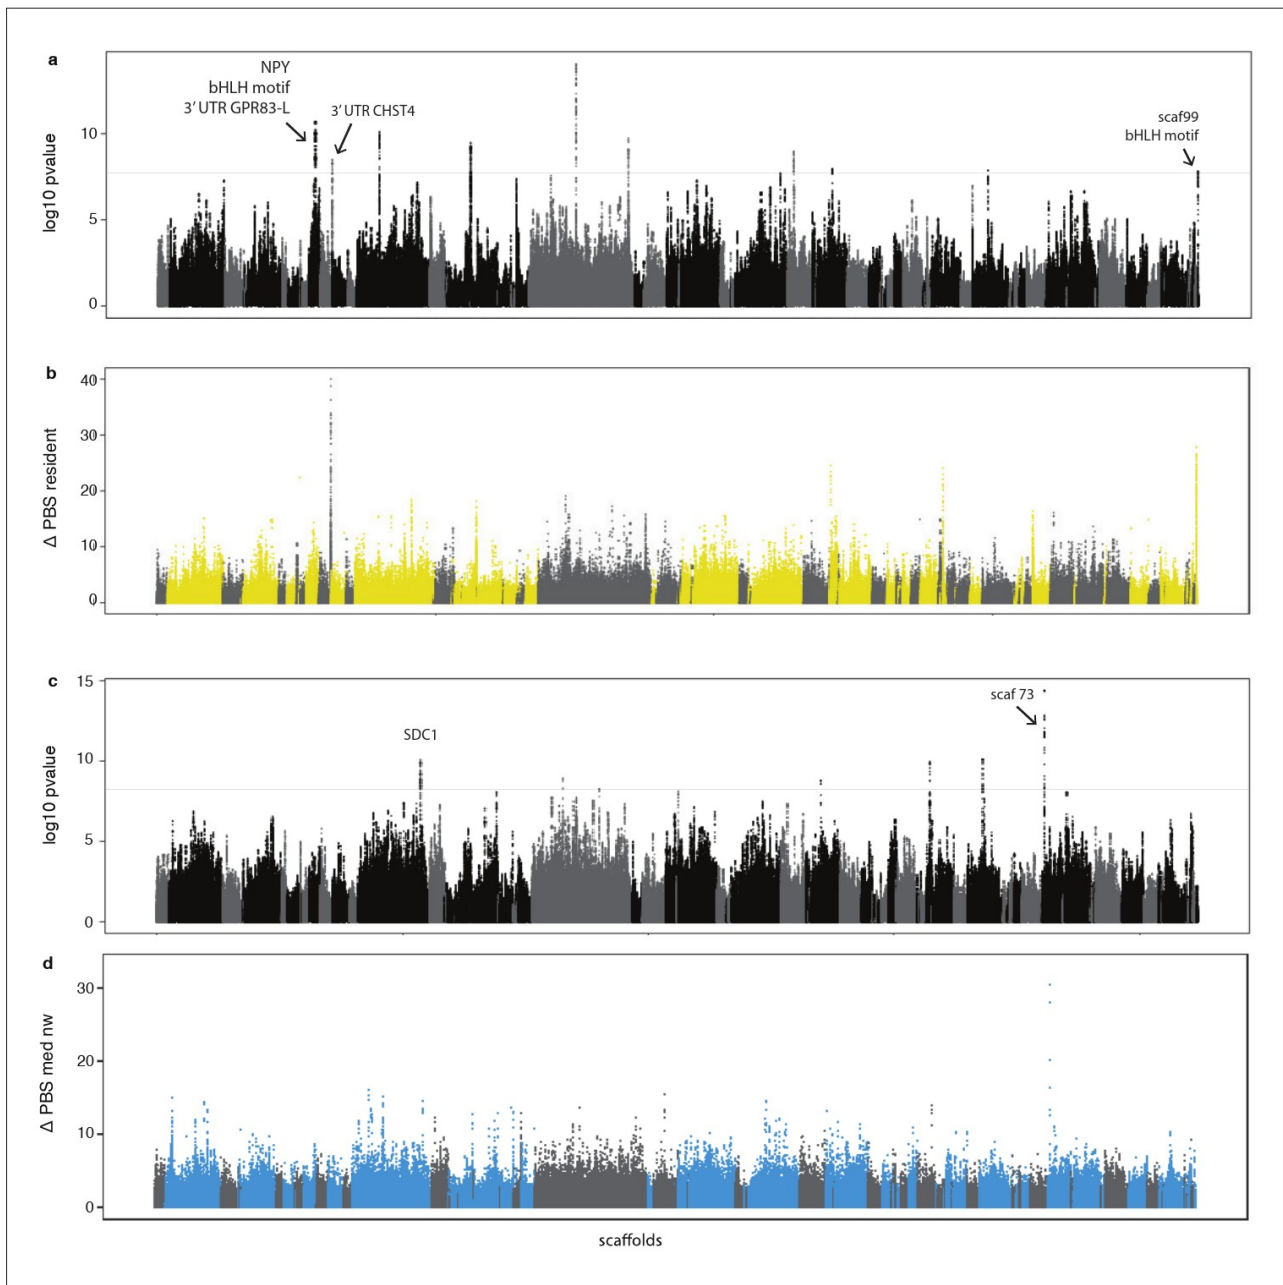 a
NPY
bHLH motif
3′ UTR GPR83-L
3′ UTR CHST4
scaf99
bHLH motif
log10 pvalue
10
5
0
b
Δ PBS resident
40
30
20
10
0
c
SDC1
scaf 73
log10 pvalue
15
10
5
0
d
Δ PBS med nw
30
20
10
0
scaffolds